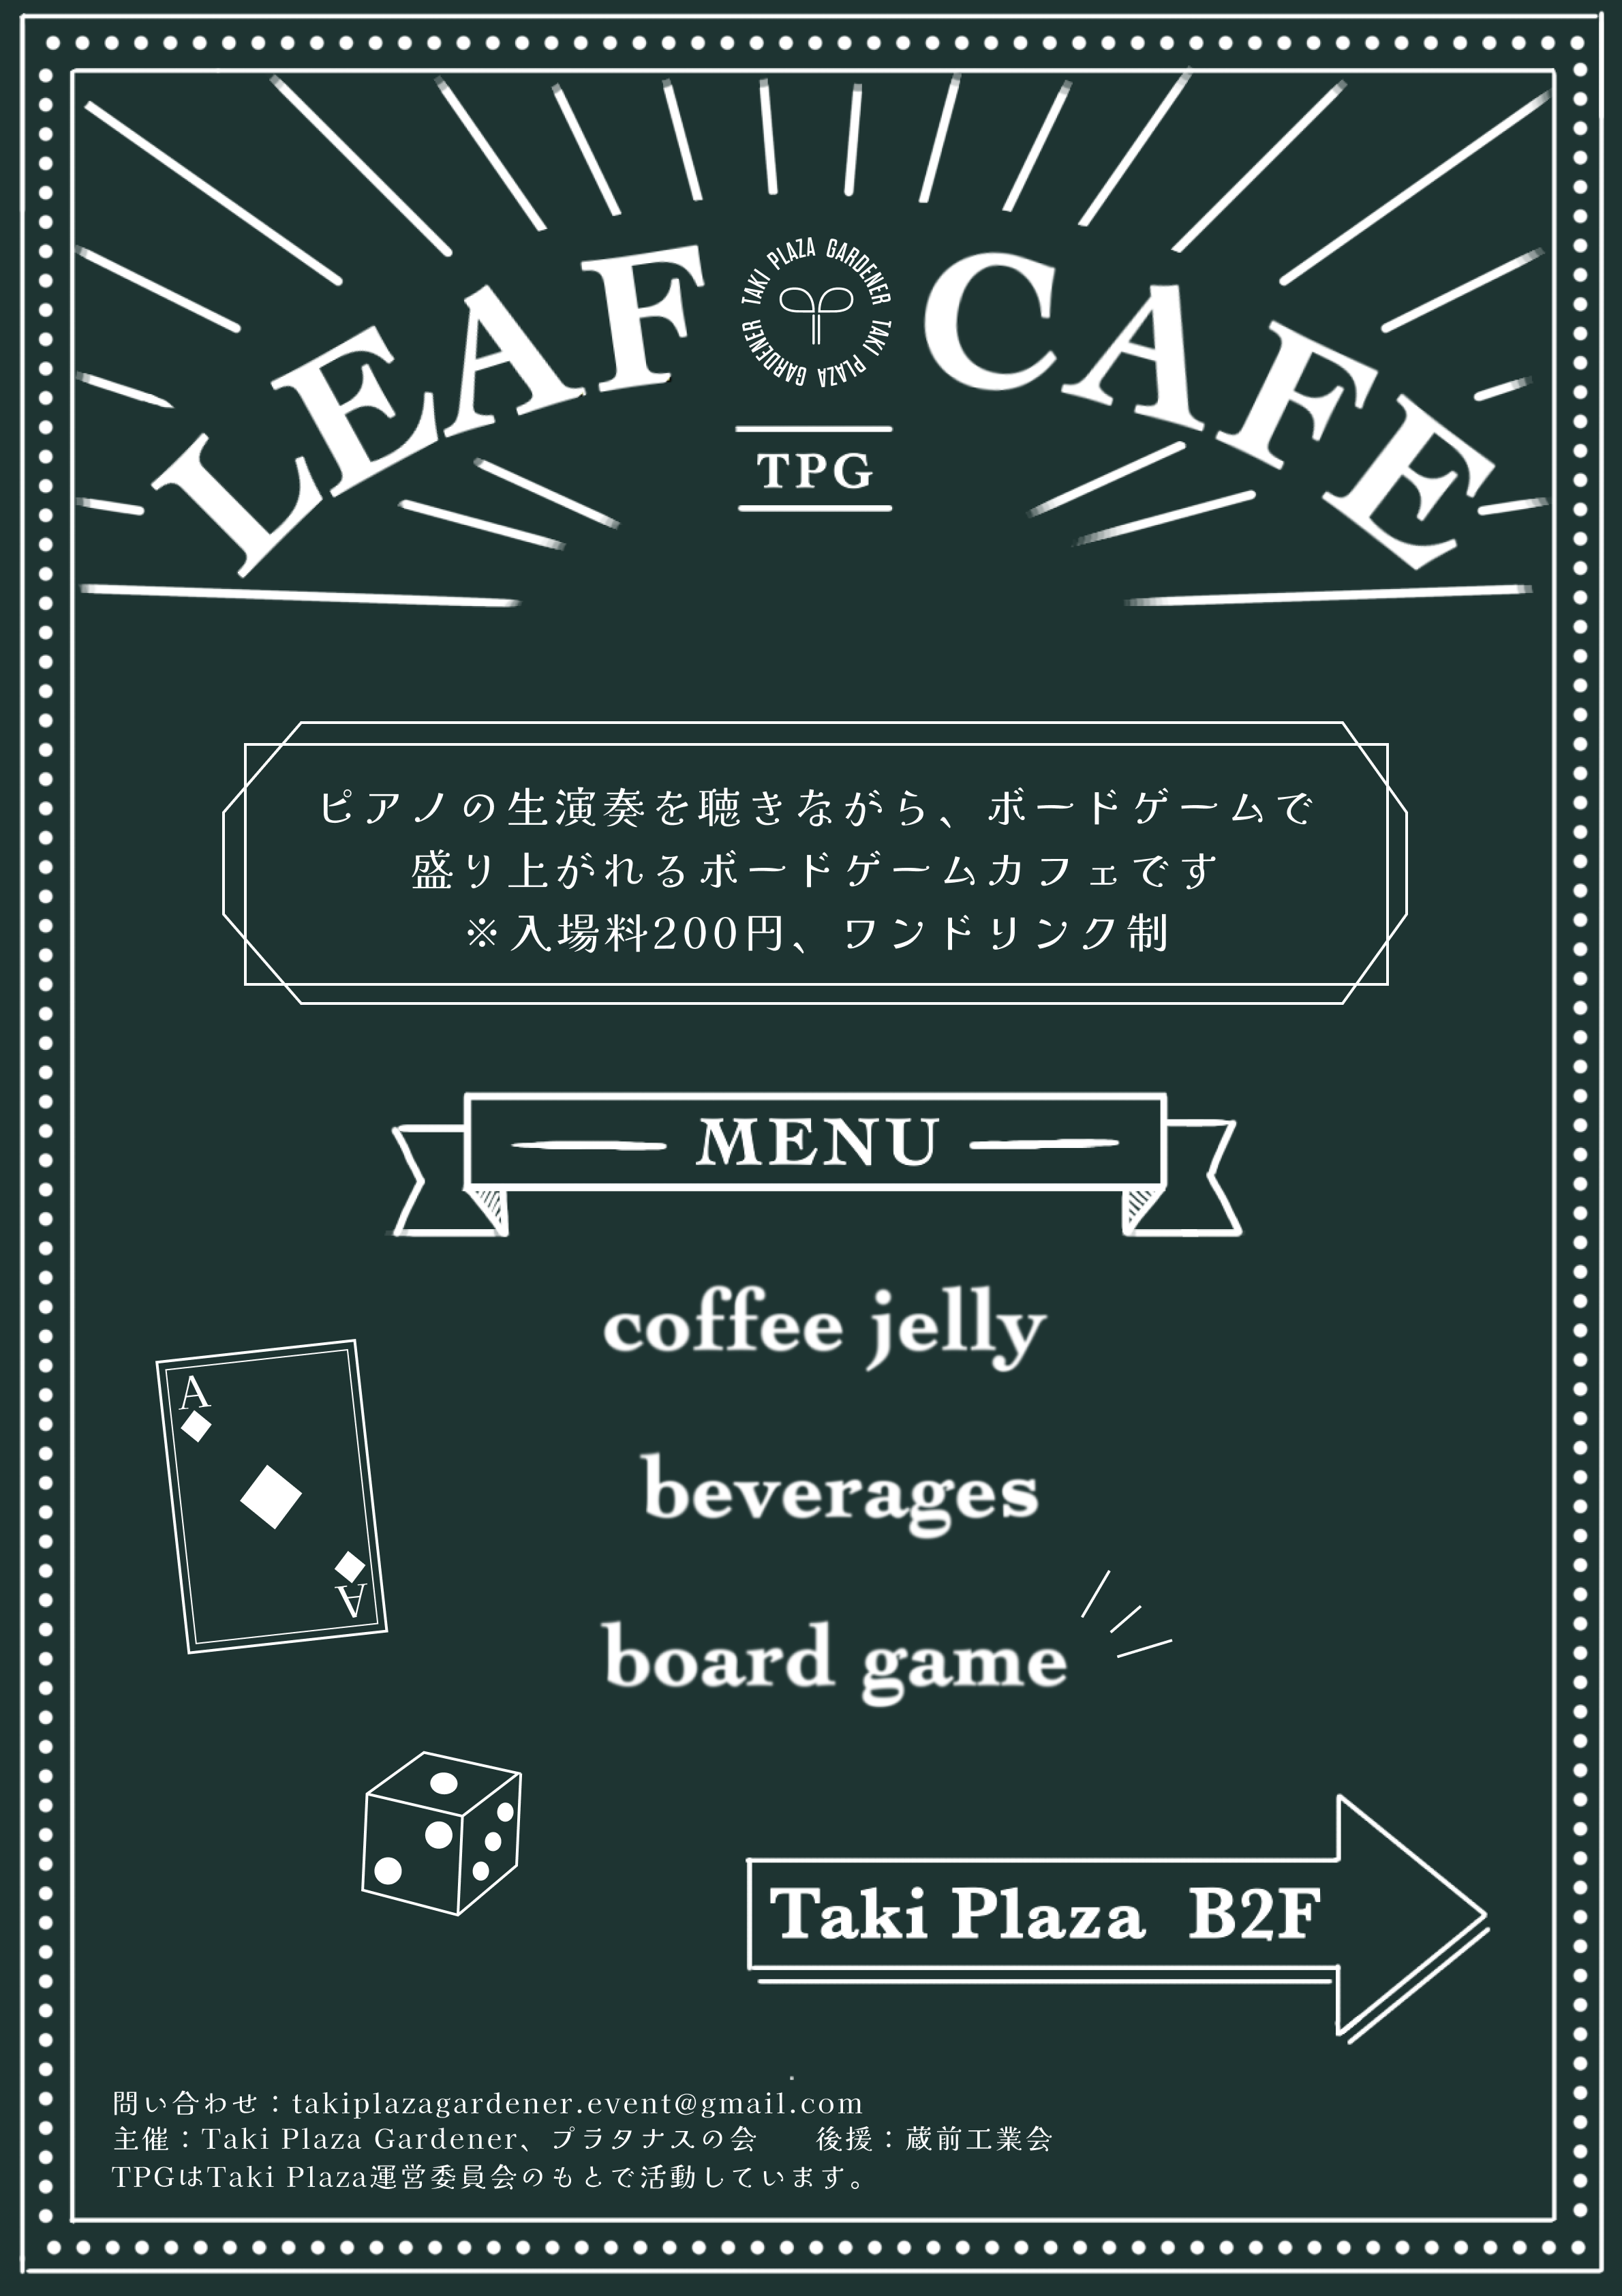 LEAF CAFE
TAKI PLAZA GARDENER TAKI PLAZA GARDENER
TPG
ピアノの生演奏を聴きながら、ボードゲームで
盛り上がれるボードゲームカフェです
※入場料200円、ワンドリンク制
MENU
coffee jelly
A
beverages
A
board game
Taki Plaza B2F
問い合わせ：takiplazagardener.event@gmail.com
主催：Taki Plaza Gardener、プラタナスの会　後援：蔵前工業会
TPGはTaki Plaza運営委員会のもとで活動しています。